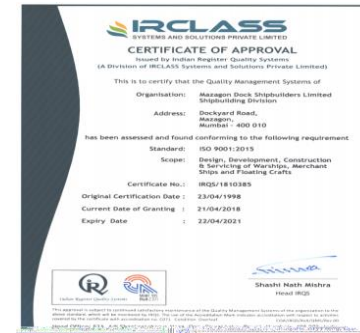 IRCLASS
SYSTEMS AND SOLUTIONS PRIVATE LIMITED
CERTIFICATE OF APPROVAL
Issued by Indian Register Quality Systems
(A Division of IRCLASS Systems and Solutions Private Limited)
This is to certify that the Quality Management Systems of
Organisation: Mazagon Dock Shipbuilders Limited
Shipbuilding Division
Address: Dockyard Road,
Mazagon,
Mumbai - 400 010
has been assessed and found conforming to the following requirement
Standard: ISO 9001:2015
Scope: Design, Development, Construction
& Servicing of Warships, Merchant
Ships and Floating Crafts
Certificate No.: IRQS/1810385
Original Certification Date : 23/04/1998
Current Date of Granting : 21/04/2018
Expiry Date : 22/04/2021
Shashi Nath Mishra
Head IRQS
Indian Register Quality Systems